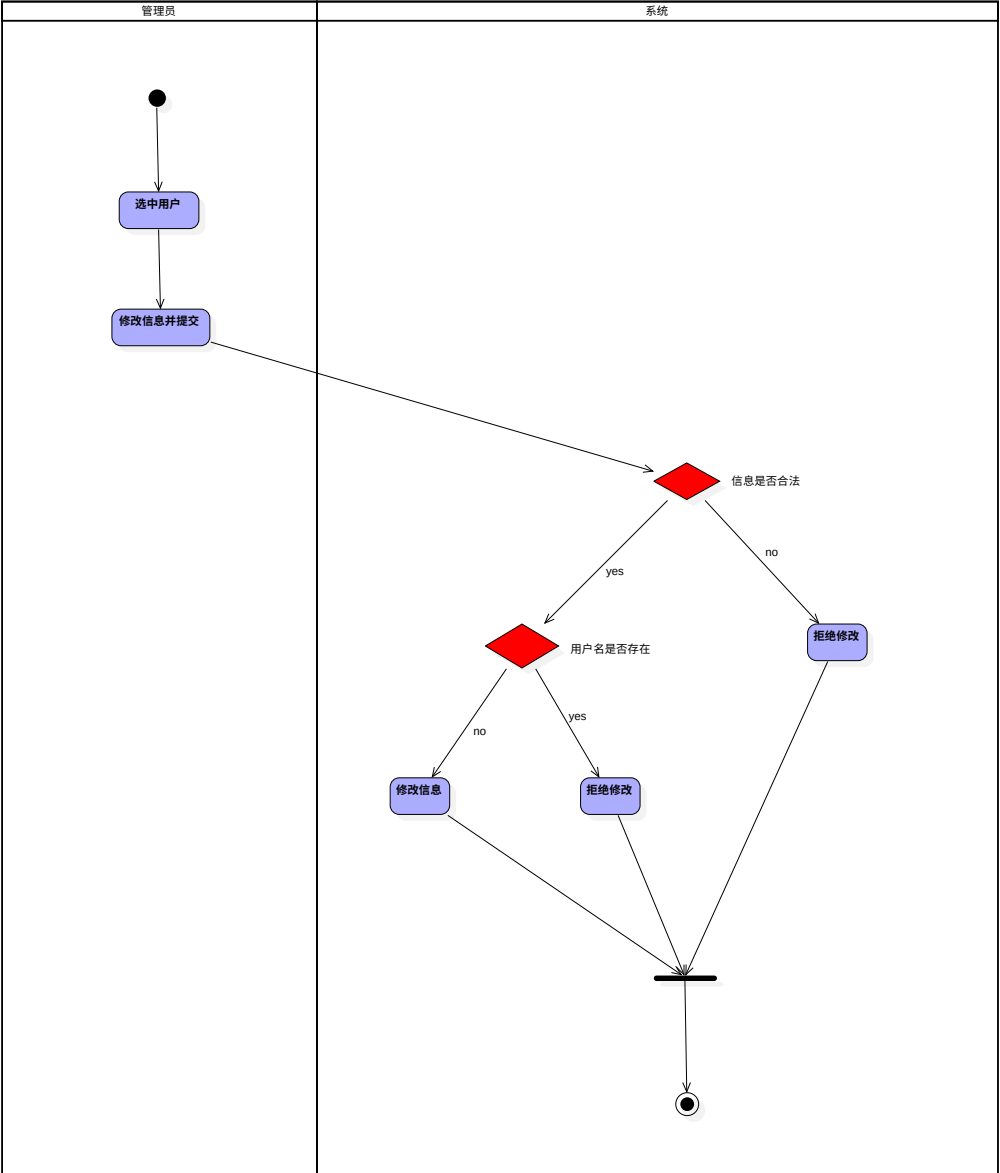 管理员
系统
选中用户
修改信息并提交
信息是否合法
no
yes
拒绝修改
用户名是否存在
yes
no
修改信息
拒绝修改